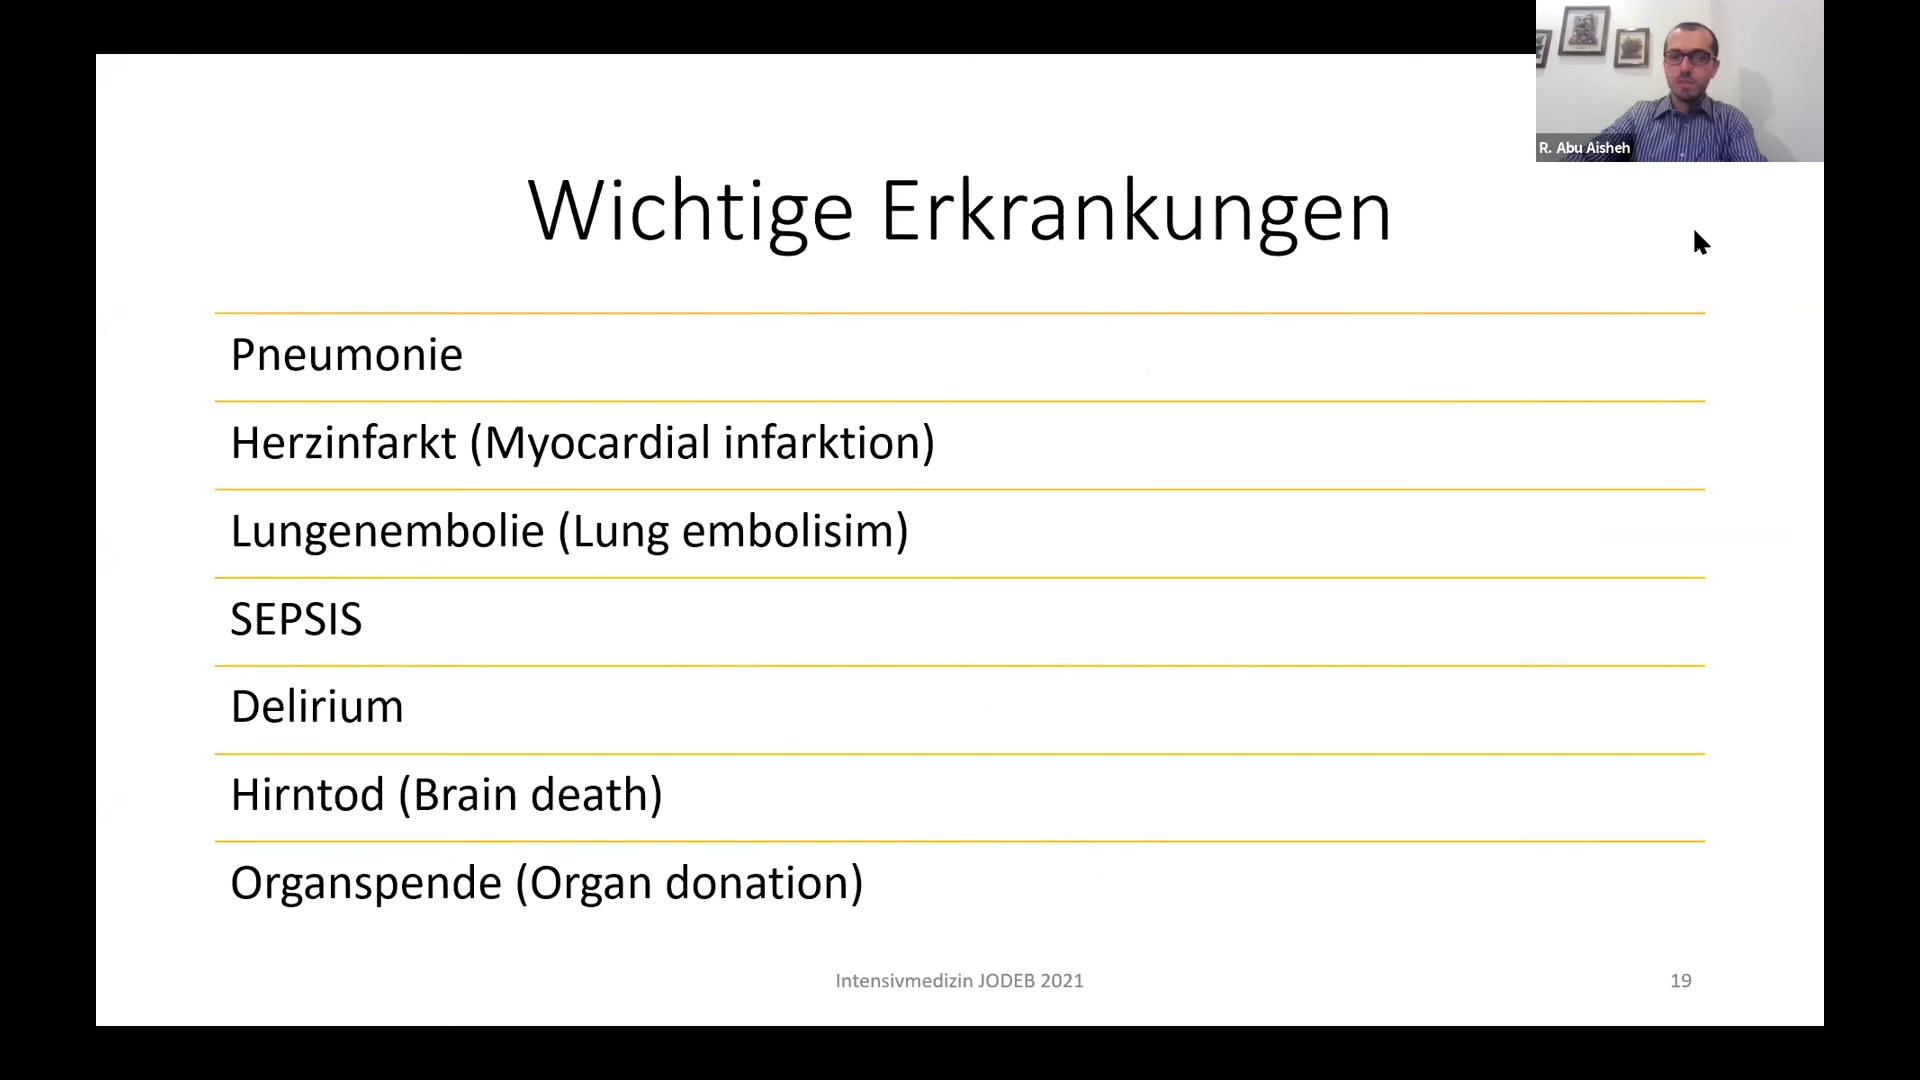 R. Abu Aisheh
Wichtige Erkrankungen
Pneumonie
Herzinfarkt (Myocardial infarktion)
Lungenembolie (Lung embolisim)
SEPSIS
Delirium
Hirntod (Brain death)
Organspende (Organ donation)
Intensivmedizin JODEB 2021
19